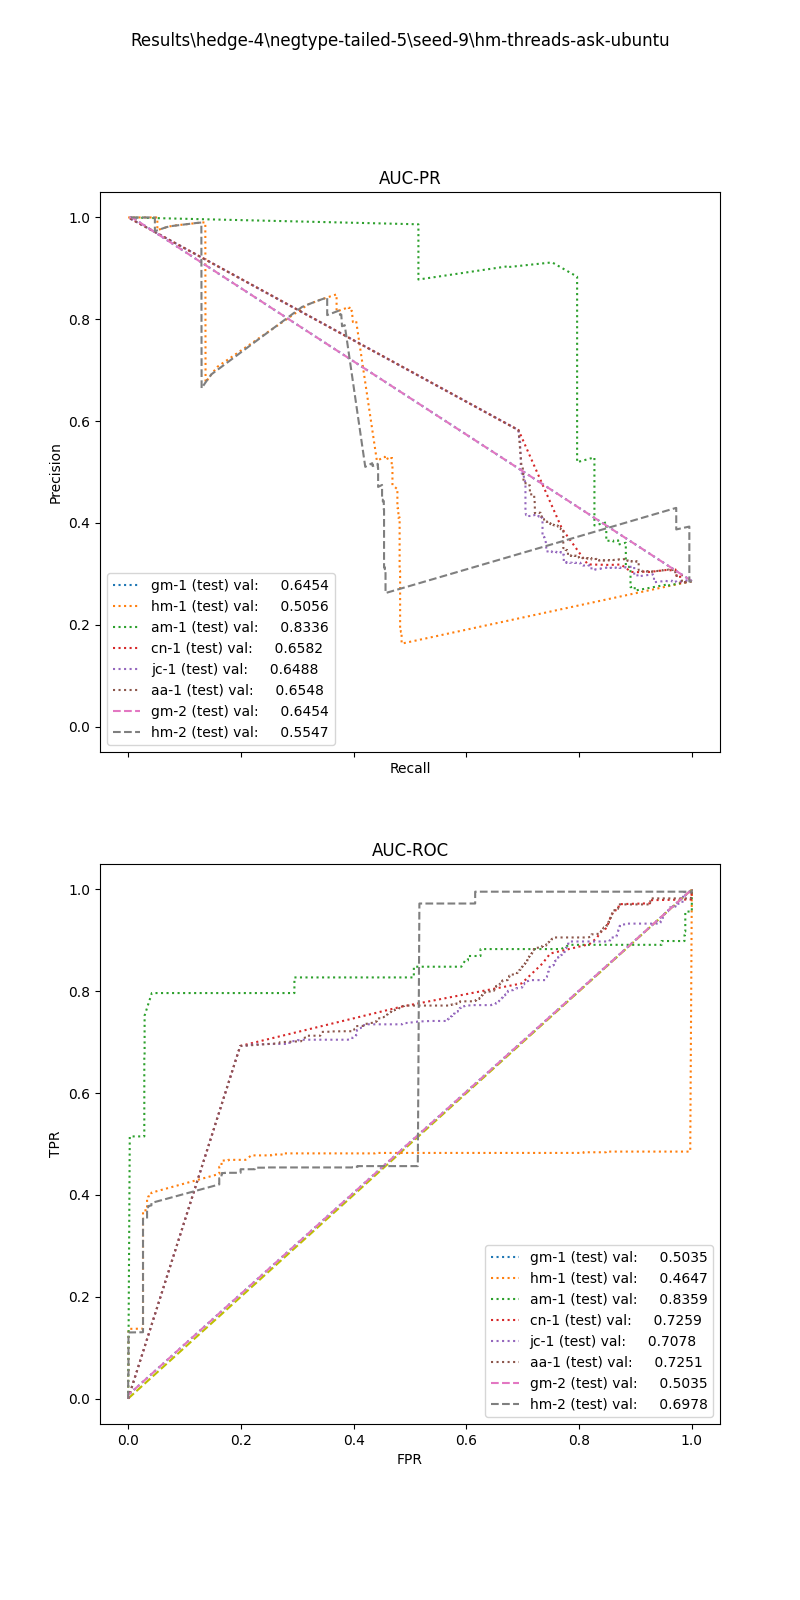 Results\hedge-4\negtype-tailed-5\seed-9\hm-threads-ask-ubuntu
AUC-PR
1.0
0.8
0.6
0.4
0.2
0.0
Precision
gm-1 (test) val: 0.6454
hm-1 (test) val: 0.5056
am-1 (test) val: 0.8336
cn-1 (test) val: 0.6582
jc-1 (test) val: 0.6488
aa-1 (test) val: 0.6548
gm-2 (test) val: 0.6454
hm-2 (test) val: 0.5547
Recall
AUC-ROC
1.0
0.8
0.6
0.4
0.2
0.0
TPR
gm-1 (test) val: 0.5035
hm-1 (test) val: 0.4647
am-1 (test) val: 0.8359
cn-1 (test) val: 0.7259
jc-1 (test) val: 0.7078
aa-1 (test) val: 0.7251
gm-2 (test) val: 0.5035
hm-2 (test) val: 0.6978
0.0 0.2 0.4 0.6 0.8 1.0
FPR